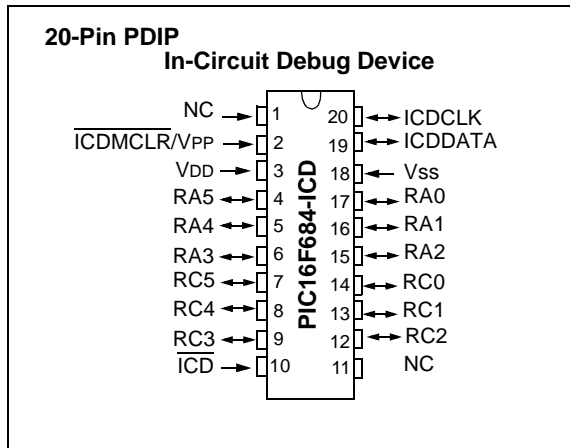 20-Pin PDIP
In-Circuit Debug Device
NC 1 20 ICDCLK
ICDMCLR/VPP 2 19 ICDDATA
VDD 3 18 Vss
RA5 4 17 RA0
RA4 5 16 RA1
RA3 6 15 RA2
RC5 7 14 RC0
RC4 8 13 RC1
RC3 9 12 RC2
ICD 10 11 NC
PIC16F684-ICD